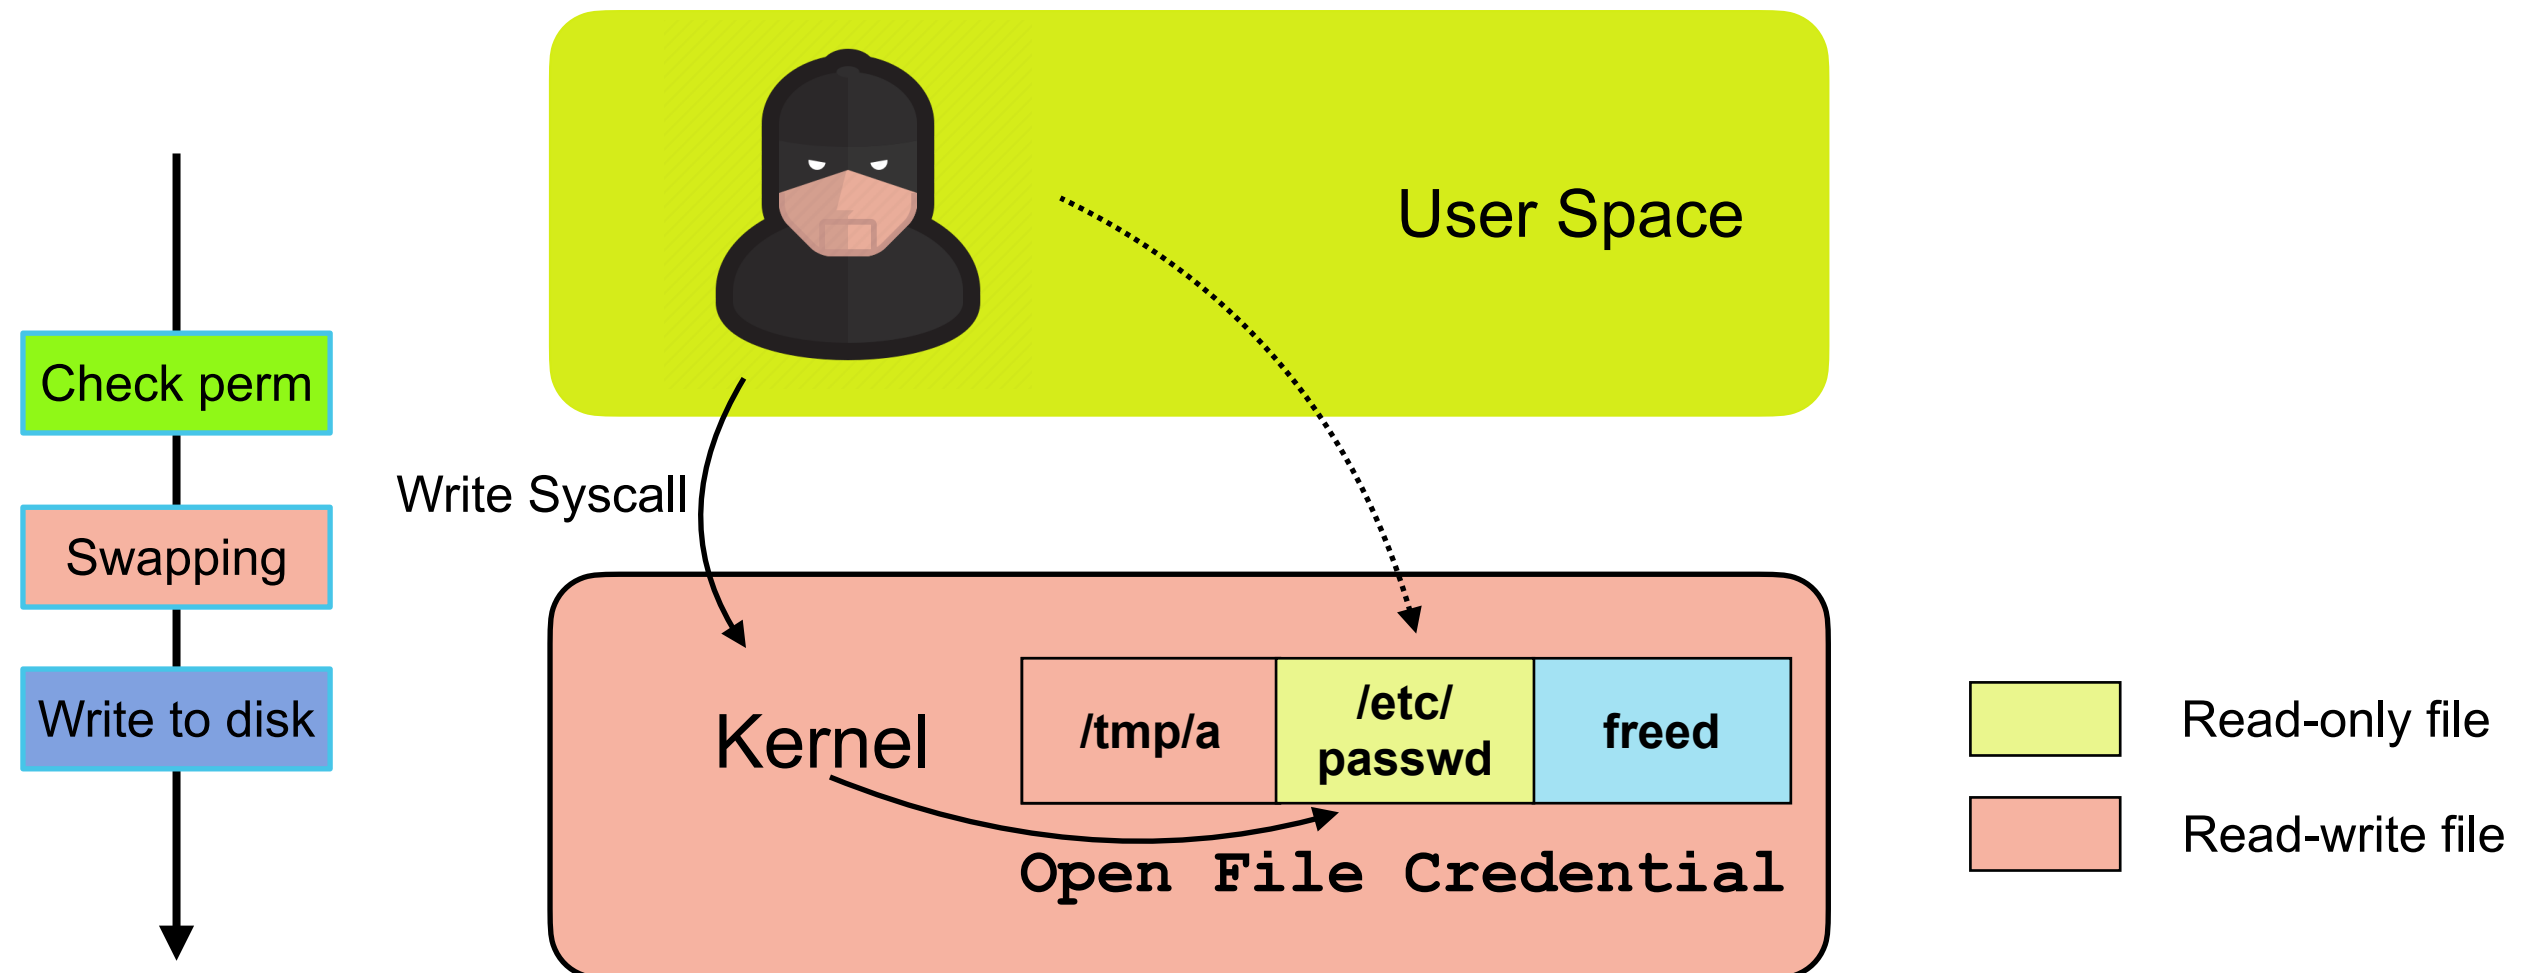 User Space
Check perm
Write Syscall
Swapping
Write to disk
Kernel
/tmp/a
/etc/
passwd
freed
Open File Credential
Read-only file
Read-write file